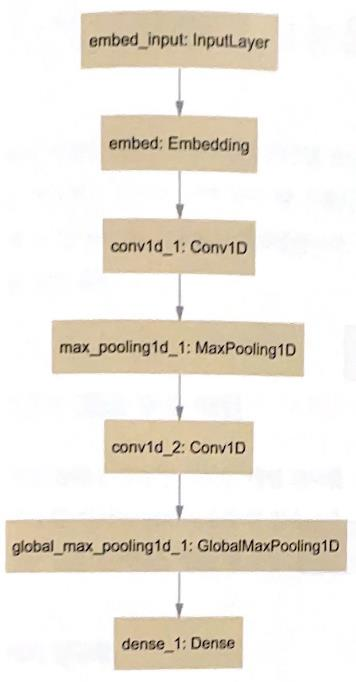 embed_input: InputLayer
embed: Embedding
conv1d_1: Conv1D
max_pooling1d_1: MaxPooling1D
conv1d_2: Conv1D
global_max_pooling1d_1: GlobalMaxPooling1D
dense_1: Dense